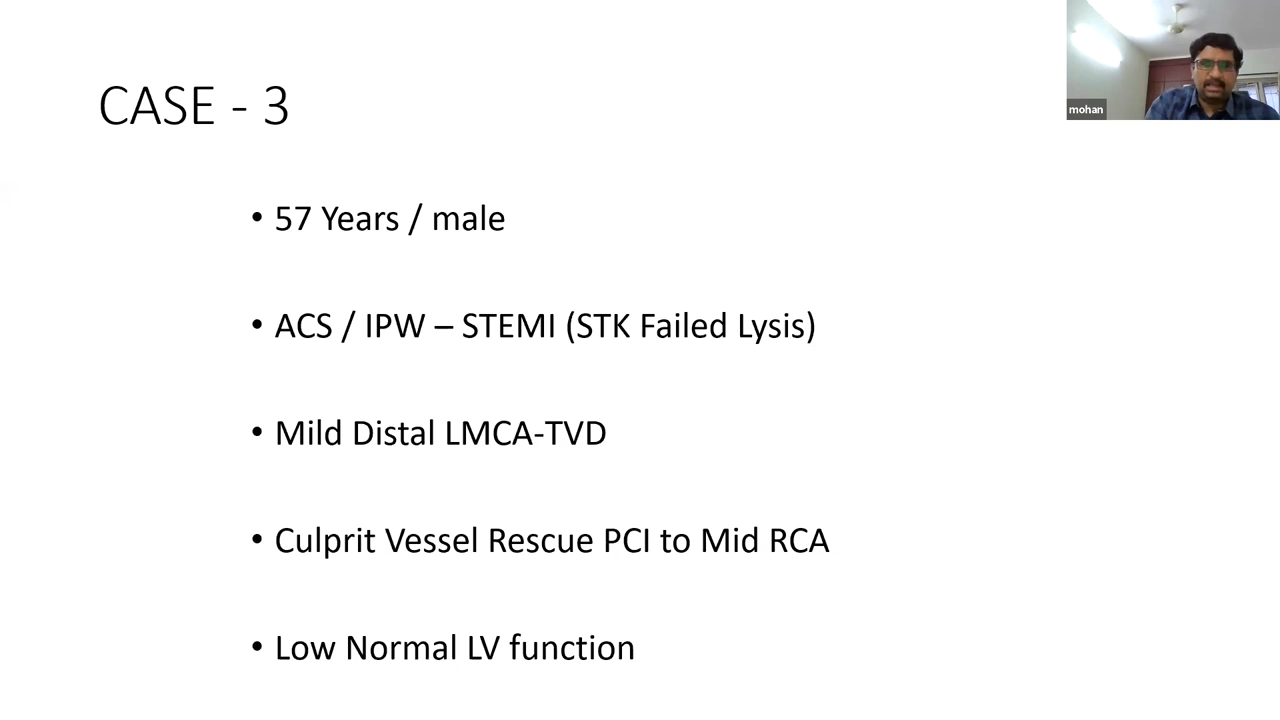 CASE - 3
mohan
• 57 Years / male
• ACS / IPW – STEMI (STK Failed Lysis)
• Mild Distal LMCA-TVD
• Culprit Vessel Rescue PCI to Mid RCA
• Low Normal LV function